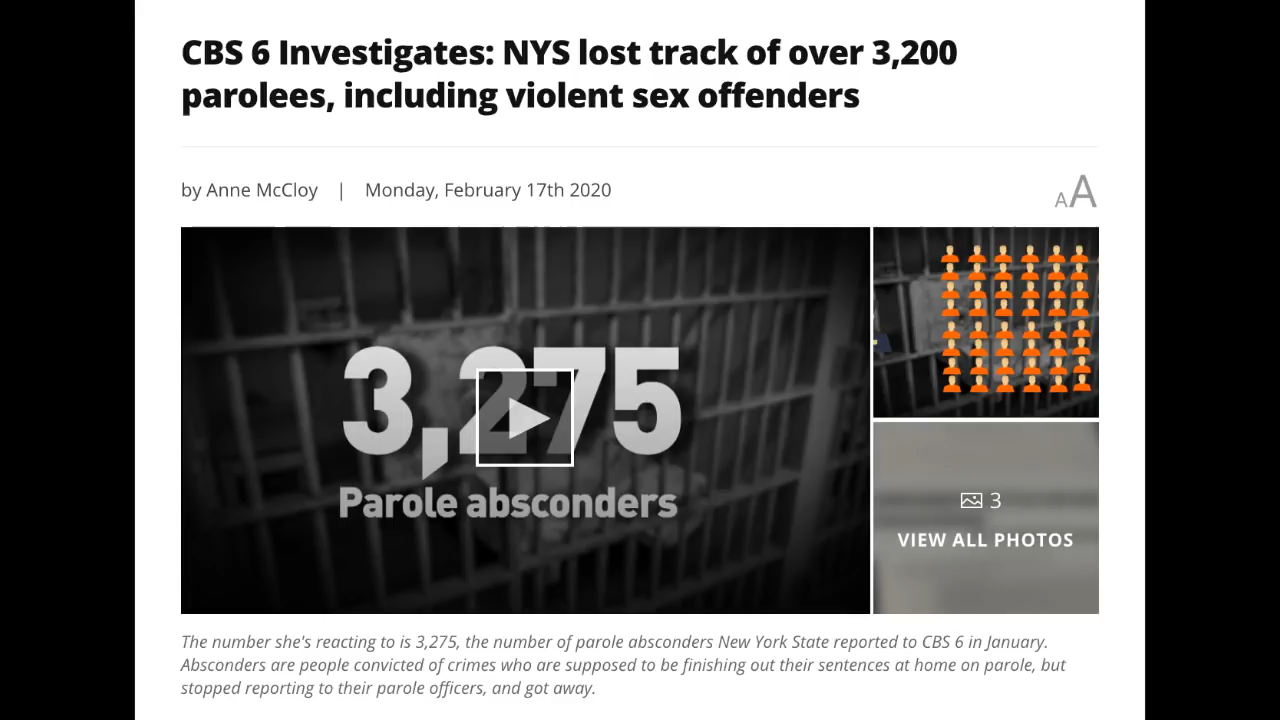 CBS 6 Investigates: NYS lost track of over 3,200
parolees, including violent sex offenders
by Anne McCloy | Monday, February 17th 2020
AA
3,275
Parole absconders
3
VIEW ALL PHOTOS
The number she's reacting to is 3,275, the number of parole absconders New York State reported to CBS 6 in January.
Absconders are people convicted of crimes who are supposed to be finishing out their sentences at home on parole, but
stopped reporting to their parole officers, and got away.